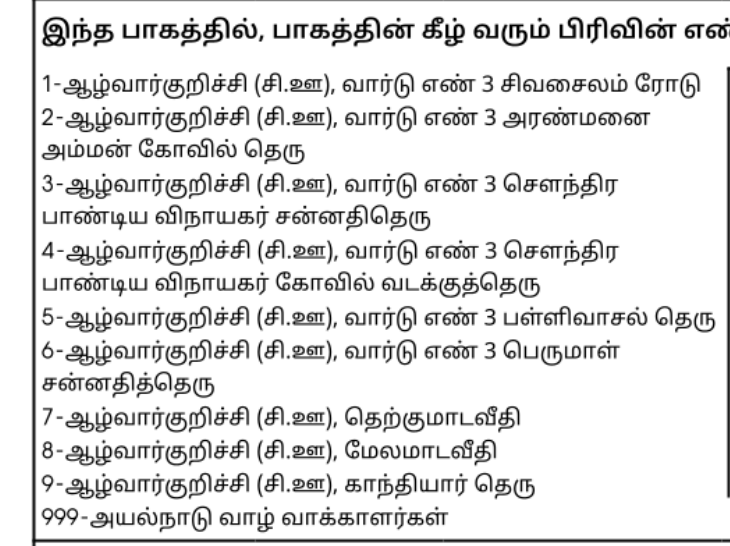 இந்த பாகத்தில், பாகத்தின் கீழ் வரும் பிரிவின்
1-ஆழ்வார்குறிச்சி (சி.ஊ), வார்டு எண் 3 சிவசைலம் ரோடு
2-ஆழ்வார்குறிச்சி (சி.ஊ), வார்டு எண் 3 அரண்மனை
அம்மன் கோவில் தெரு
3-ஆழ்வார்குறிச்சி (சி.ஊ), வார்டு எண் 3 சௌந்திர
பாண்டிய விநாயகர் சன்னதிதெரு
4-ஆழ்வார்குறிச்சி (சி.ஊ), வார்டு எண் 3 சௌந்திர
பாண்டிய விநாயகர் கோவில் வடக்குத்தெரு
5-ஆழ்வார்குறிச்சி (சி.ஊ), வார்டு எண் 3 பள்ளிவாசல் தெரு
6-ஆழ்வார்குறிச்சி (சி.ஊ), வார்டு எண் 3 பெருமாள்
சன்னதித்தெரு
7-ஆழ்வார்குறிச்சி (சி.ஊ), தெற்குமாடவீதி
8-ஆழ்வார்குறிச்சி (சி.ஊ), மேலமாடவீதி
9-ஆழ்வார்குறிச்சி (சி.ஊ), காந்தியார் தெரு
999-அயல்நாடு வாழ் வாக்காளர்கள்